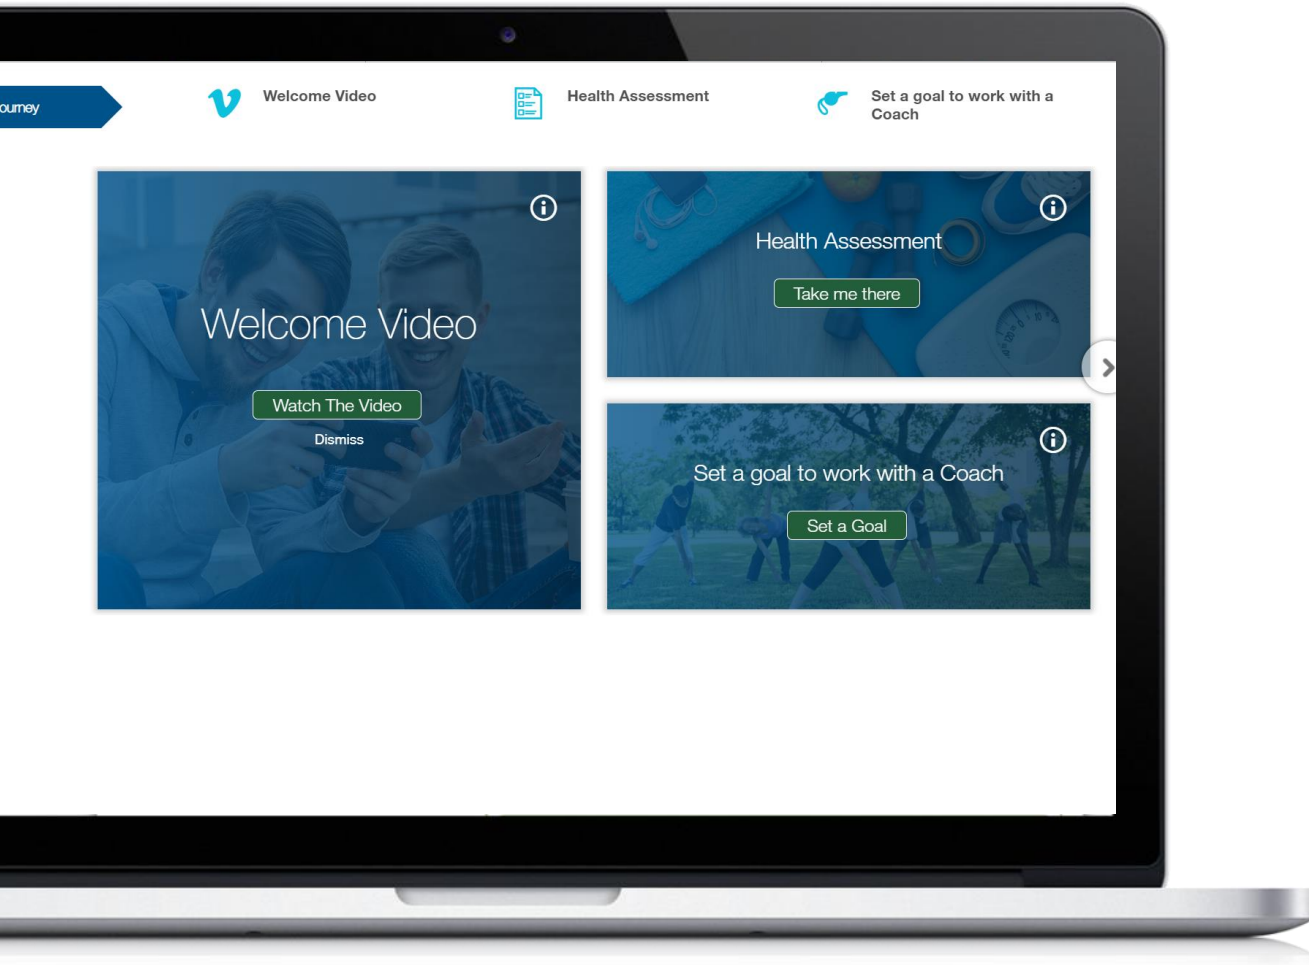 ourney
Welcome Video
Health Assessment
Set a goal to work with a
Coach
Welcome Video
Watch The Video
Dismiss
Health Assessment
Take me there
Set a goal to work with a Coach
Set a Goal